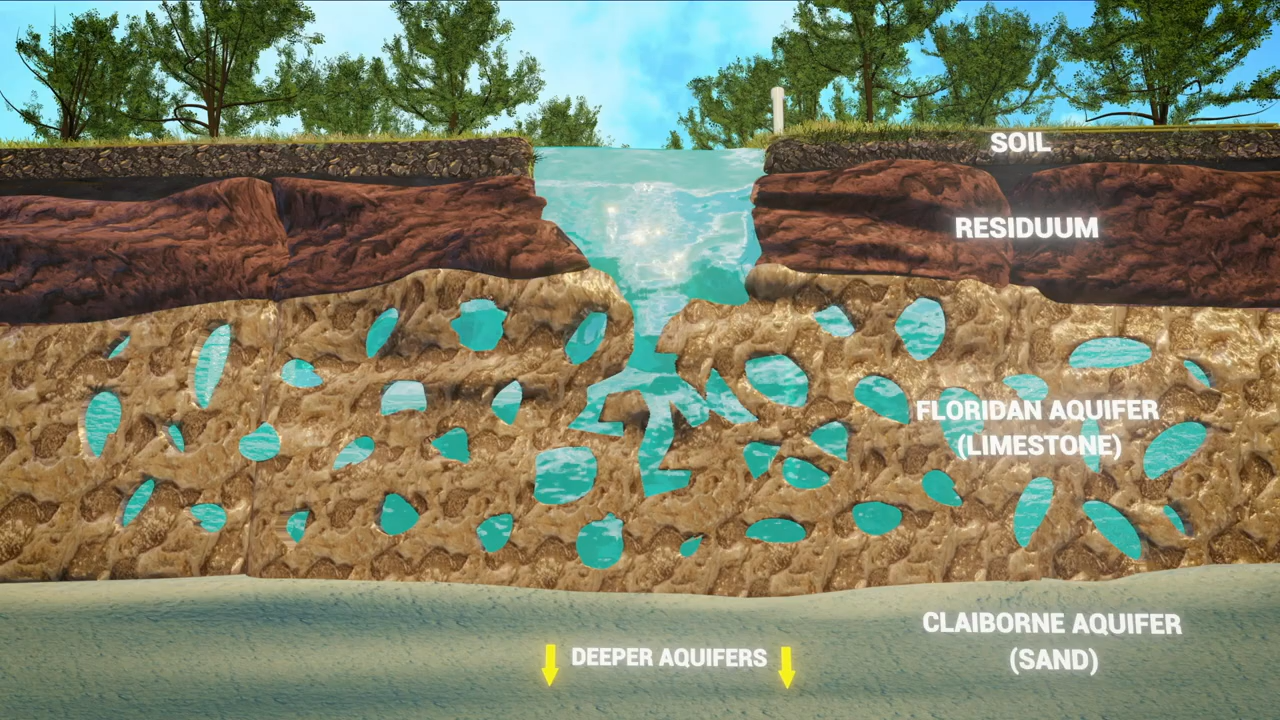 SOIL
RESIDUUM
FLORIDAN AQUIFER
(LIMESTONE)
CLAIBORNE AQUIFER
(SAND)
DEEPER AQUIFERS